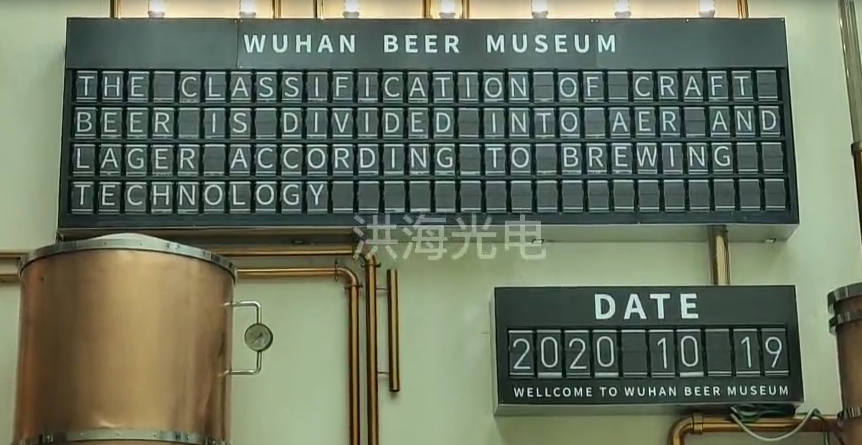 WUHAN BEER MUSEUM
THE CLASSIFICATION OF CRAFT
BEER IS DIVIDED INTO AER AND
LAGER ACCORDING TO BREWING
TECHNOLOGY
洪海光电
DATE
2020 10 19
WELLCOME TO WUHAN BEER MUSEUM